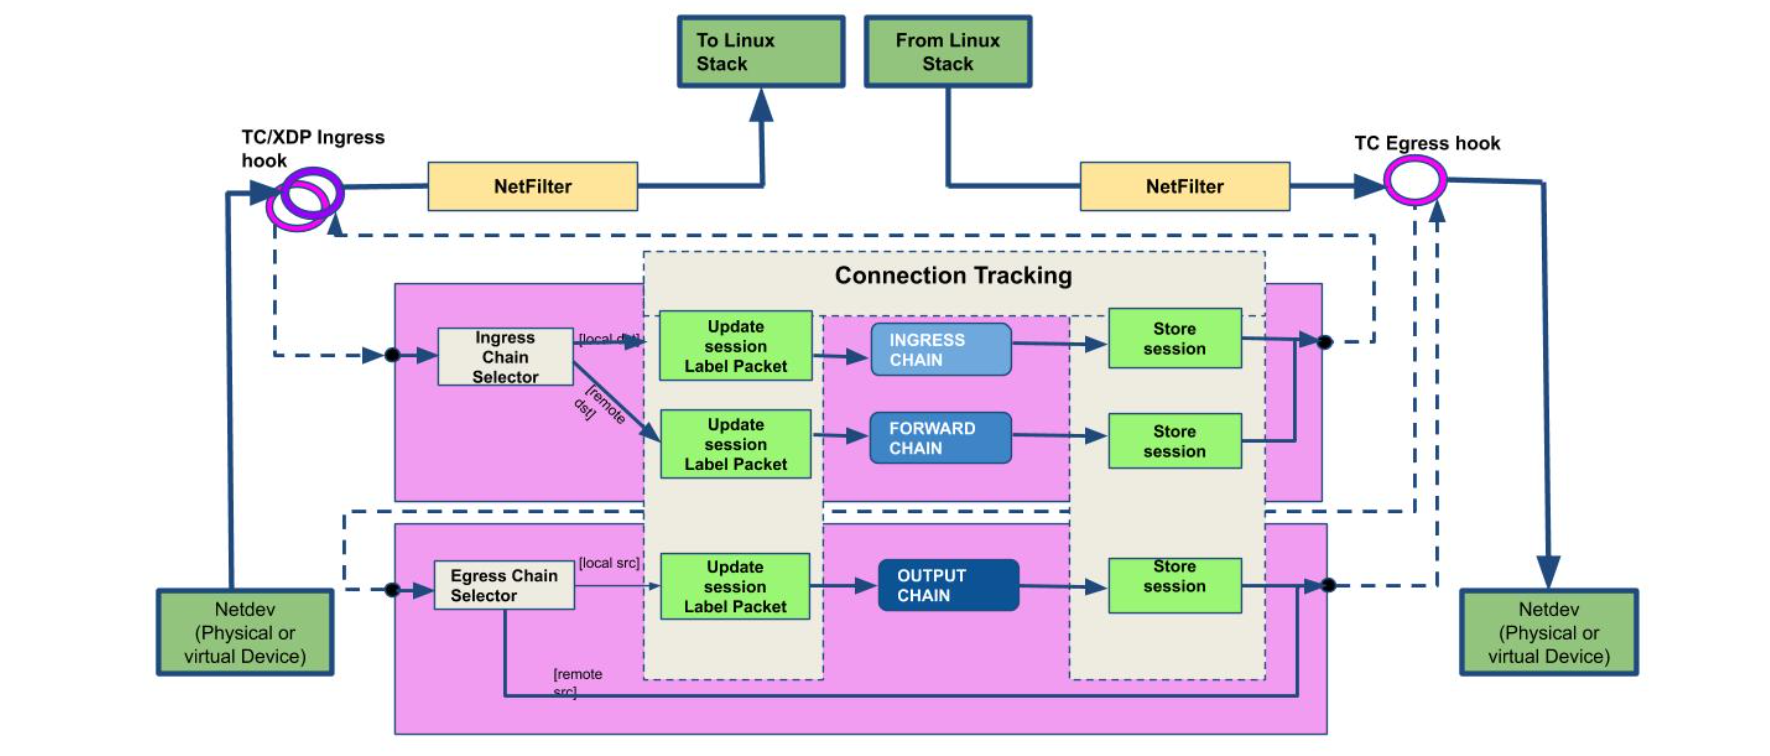 To Linux
Stack
From Linux
Stack
TC/XDP Ingress
hook
TC Egress hook
NetFilter
NetFilter
Connection Tracking
Ingress
Chain
Selector
[local dst]
[remote
dst]
Update
session
Label Packet
INGRESS
CHAIN
Store
session
Update
session
Label Packet
FORWARD
CHAIN
Store
session
Egress Chain
Selector
[local src]
[remote
src]
Update
session
Label Packet
OUTPUT
CHAIN
Store
session
Netdev
(Physical or
virtual Device)
Netdev
(Physical or
virtual Device)